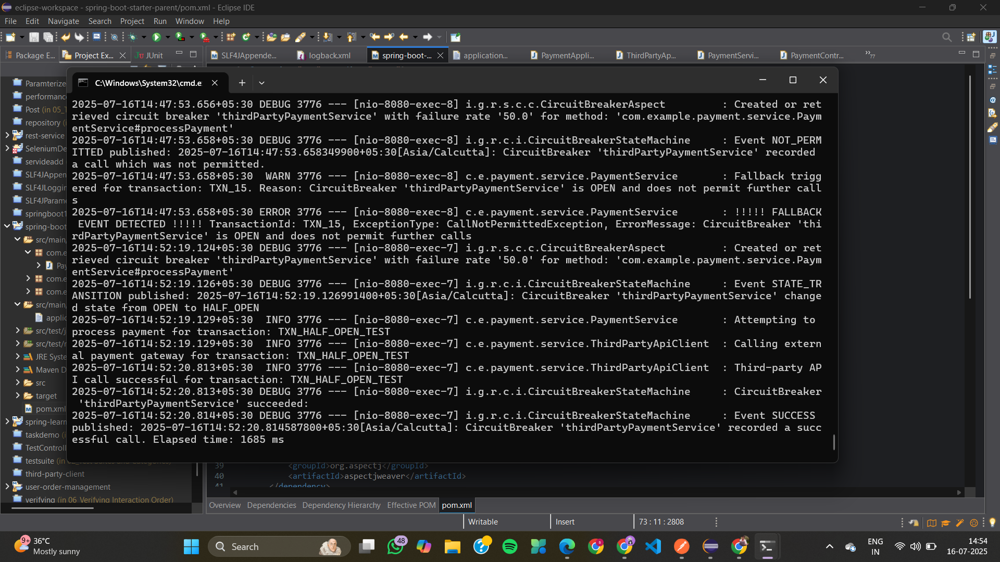 eclipse-workspace - spring-boot-starter-parent/pom.xml - Eclipse IDE
File Edit Navigate Search Project Run Window Help
Package E... Project Ex... JUnit
SLF4JAppende... logback.xml spring-boot-... application... PaymentAppli... ThirdPartyAp... PaymentServi... PaymentContr... »77
Paramterize
performance
Post (in 05_T
repository (i
rest-service
SeleniumDe
servideadd
SLF4JAppen
SLF4JLoggin
SLF4JParame
springboot1
spring-boot
src/main,
com.e
Pay
com.e
com.e
src/main,
applic
src/test/j
src/test/r
JRE Syste
Maven D
src
target
pom.xml
spring-learn
taskdemo (i
TestControll
testsuite (in
third-party-client
user-order-management
verifying (in 06_Verifying Interaction Order)
C:\Windows\System32\cmd.e
2025-07-16T14:47:53.656+05:30 DEBUG 3776 --- [nio-8080-exec-8] i.g.r.s.c.c.CircuitBreakerAspect         : Created or ret
rieved circuit breaker 'thirdPartyPaymentService' with failure rate '50.0' for method: 'com.example.payment.service.Paym
entService#processPayment'
2025-07-16T14:47:53.658+05:30 DEBUG 3776 --- [nio-8080-exec-8] i.g.r.c.i.CircuitBreakerStateMachine     : Event NOT_PERM
ITTED published: 2025-07-16T14:47:53.658349900+05:30[Asia/Calcutta]: CircuitBreaker 'thirdPartyPaymentService' recorded
a call which was not permitted.
2025-07-16T14:47:53.658+05:30  WARN 3776 --- [nio-8080-exec-8] c.e.payment.service.PaymentService       : Fallback trigg
ered for transaction: TXN_15. Reason: CircuitBreaker 'thirdPartyPaymentService' is OPEN and does not permit further call
s
2025-07-16T14:47:53.658+05:30 ERROR 3776 --- [nio-8080-exec-8] c.e.payment.service.PaymentService       : !!!!! FALLBACK
 EVENT DETECTED !!!!! TransactionId: TXN_15, ExceptionType: CallNotPermittedException, ErrorMessage: CircuitBreaker 'thi
rdPartyPaymentService' is OPEN and does not permit further calls
2025-07-16T14:52:19.124+05:30 DEBUG 3776 --- [nio-8080-exec-7] i.g.r.s.c.c.CircuitBreakerAspect         : Created or ret
rieved circuit breaker 'thirdPartyPaymentService' with failure rate '50.0' for method: 'com.example.payment.service.Paym
entService#processPayment'
2025-07-16T14:52:19.126+05:30 DEBUG 3776 --- [nio-8080-exec-7] i.g.r.c.i.CircuitBreakerStateMachine     : Event STATE_TR
ANSITION published: 2025-07-16T14:52:19.126991400+05:30[Asia/Calcutta]: CircuitBreaker 'thirdPartyPaymentService' change
d state from OPEN to HALF_OPEN
2025-07-16T14:52:19.129+05:30  INFO 3776 --- [nio-8080-exec-7] c.e.payment.service.PaymentService       : Attempting to
process payment for transaction: TXN_HALF_OPEN_TEST
2025-07-16T14:52:19.129+05:30  INFO 3776 --- [nio-8080-exec-7] c.e.payment.service.ThirdPartyApiClient  : Calling extern
al payment gateway for transaction: TXN_HALF_OPEN_TEST
2025-07-16T14:52:20.813+05:30  INFO 3776 --- [nio-8080-exec-7] c.e.payment.service.ThirdPartyApiClient  : Third-party AP
I call successful for transaction: TXN_HALF_OPEN_TEST
2025-07-16T14:52:20.813+05:30 DEBUG 3776 --- [nio-8080-exec-7] i.g.r.c.i.CircuitBreakerStateMachine     : CircuitBreaker
 'thirdPartyPaymentService' succeeded:
2025-07-16T14:52:20.814+05:30 DEBUG 3776 --- [nio-8080-exec-7] i.g.r.c.i.CircuitBreakerStateMachine     : Event SUCCESS
published: 2025-07-16T14:52:20.814587800+05:30[Asia/Calcutta]: CircuitBreaker 'thirdPartyPaymentService' recorded a succ
essful call. Elapsed time: 1685 ms
39 <groupId>org.aspectj</groupId>
40 <artifactId>aspectjweaver</artifactId>
41 </dependency>
Overview Dependencies Dependency Hierarchy Effective POM pom.xml
Writable Insert 73 : 11 : 2808
9+ 36°C
Mostly sunny
Search
48
ENG
IN
14:54
16-07-2025